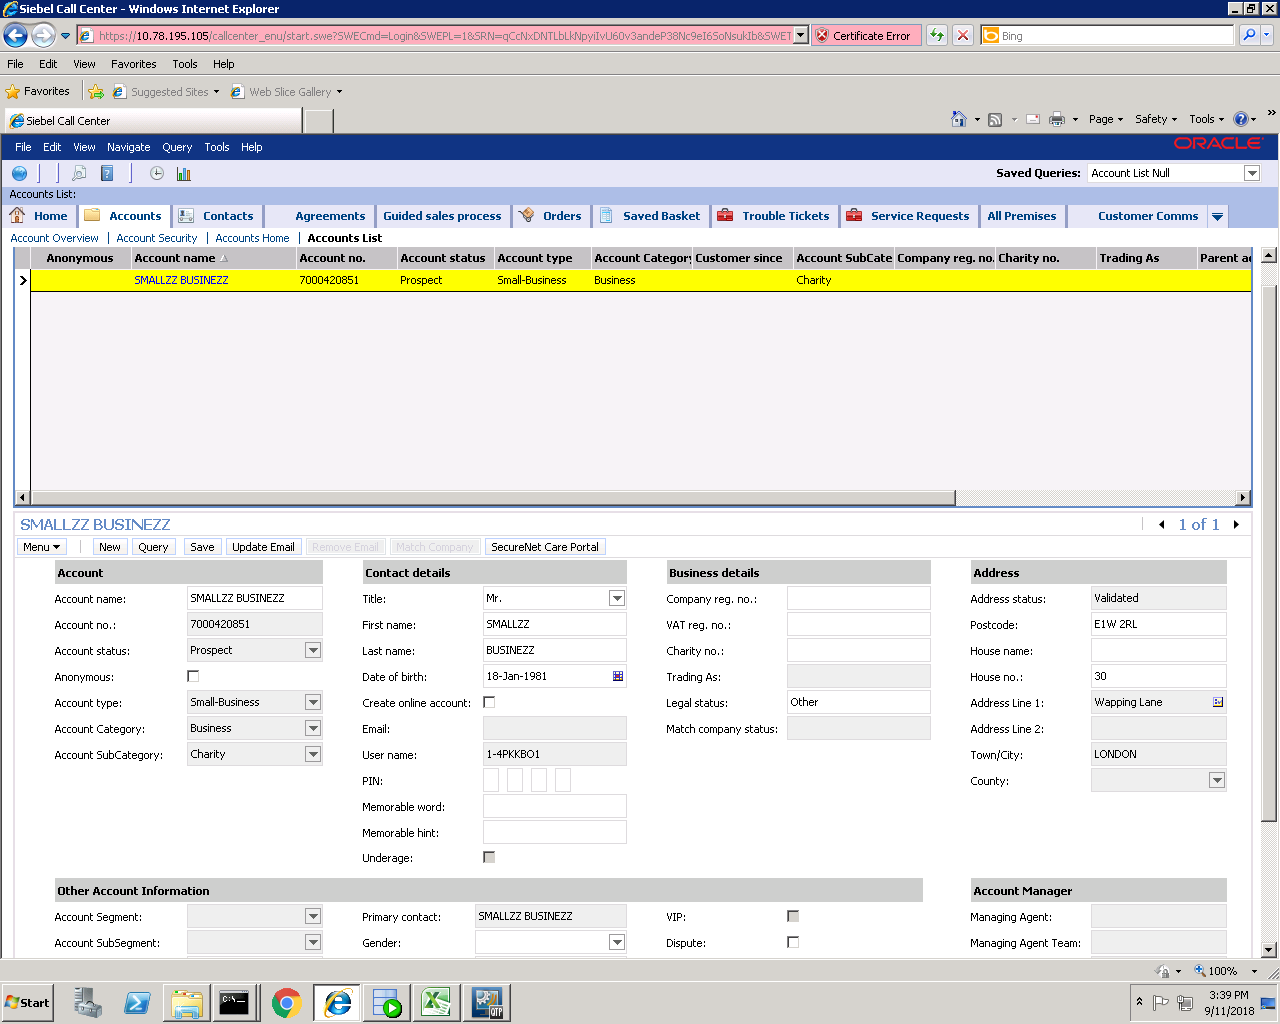 Siebel Call Center - Windows Internet Explorer
https://10.78.195.105/callcenter_enu/start.swe?SWECmd=Login&SWEPL=1&SRN= Certificate Error Bing
File Edit View Favorites Tools Help
Favorites Suggested Sites Web Slice Gallery
Siebel Call Center Page Safety Tools »
File Edit View Navigate Query Tools Help ORACLE
Saved Queries: Account List Null
Accounts List:
Home Accounts Contacts Agreements Guided sales process Orders Saved Basket Trouble Tickets Service Requests All Premises Customer Comms
Account Overview | Account Security | Accounts Home | Accounts List
Anonymous Account name Account no. Account status Account type Account Category Customer since Account SubCate Company reg. no. Charity no. Trading As Parent ac
SMALLZZ BUSINEZZ 7000420851 Prospect Small-Business Business Charity
SMALLZZ BUSINEZZ 1 of 1
Menu New Query Save Update Email Remove Email Match Company SecureNet Care Portal
Account Contact details Business details Address
Account name: SMALLZZ BUSINEZZ Title: Mr. Company reg. no.: Address status: Validated
Account no.: 7000420851 First name: SMALLZZ VAT reg. no.: Postcode: E1W 2RL
Account status: Prospect Last name: BUSINEZZ Charity no.: House name:
Anonymous: Date of birth: 18-Jan-1981 Trading As: House no.: 30
Account type: Small-Business Create online account: Legal status: Other Address Line 1: Wapping Lane
Account Category: Business Email: Match company status: Address Line 2:
Account SubCategory: Charity User name: 1-4PKKBO1 Town/City: LONDON
PIN: County:
Memorable word:
Memorable hint:
Underage:
Other Account Information Account Manager
Account Segment: Primary contact: SMALLZZ BUSINEZZ VIP: Managing Agent:
Account SubSegment: Gender: Dispute: Managing Agent Team:
100%
Start C:\ QTP 3:39 PM
9/11/2018